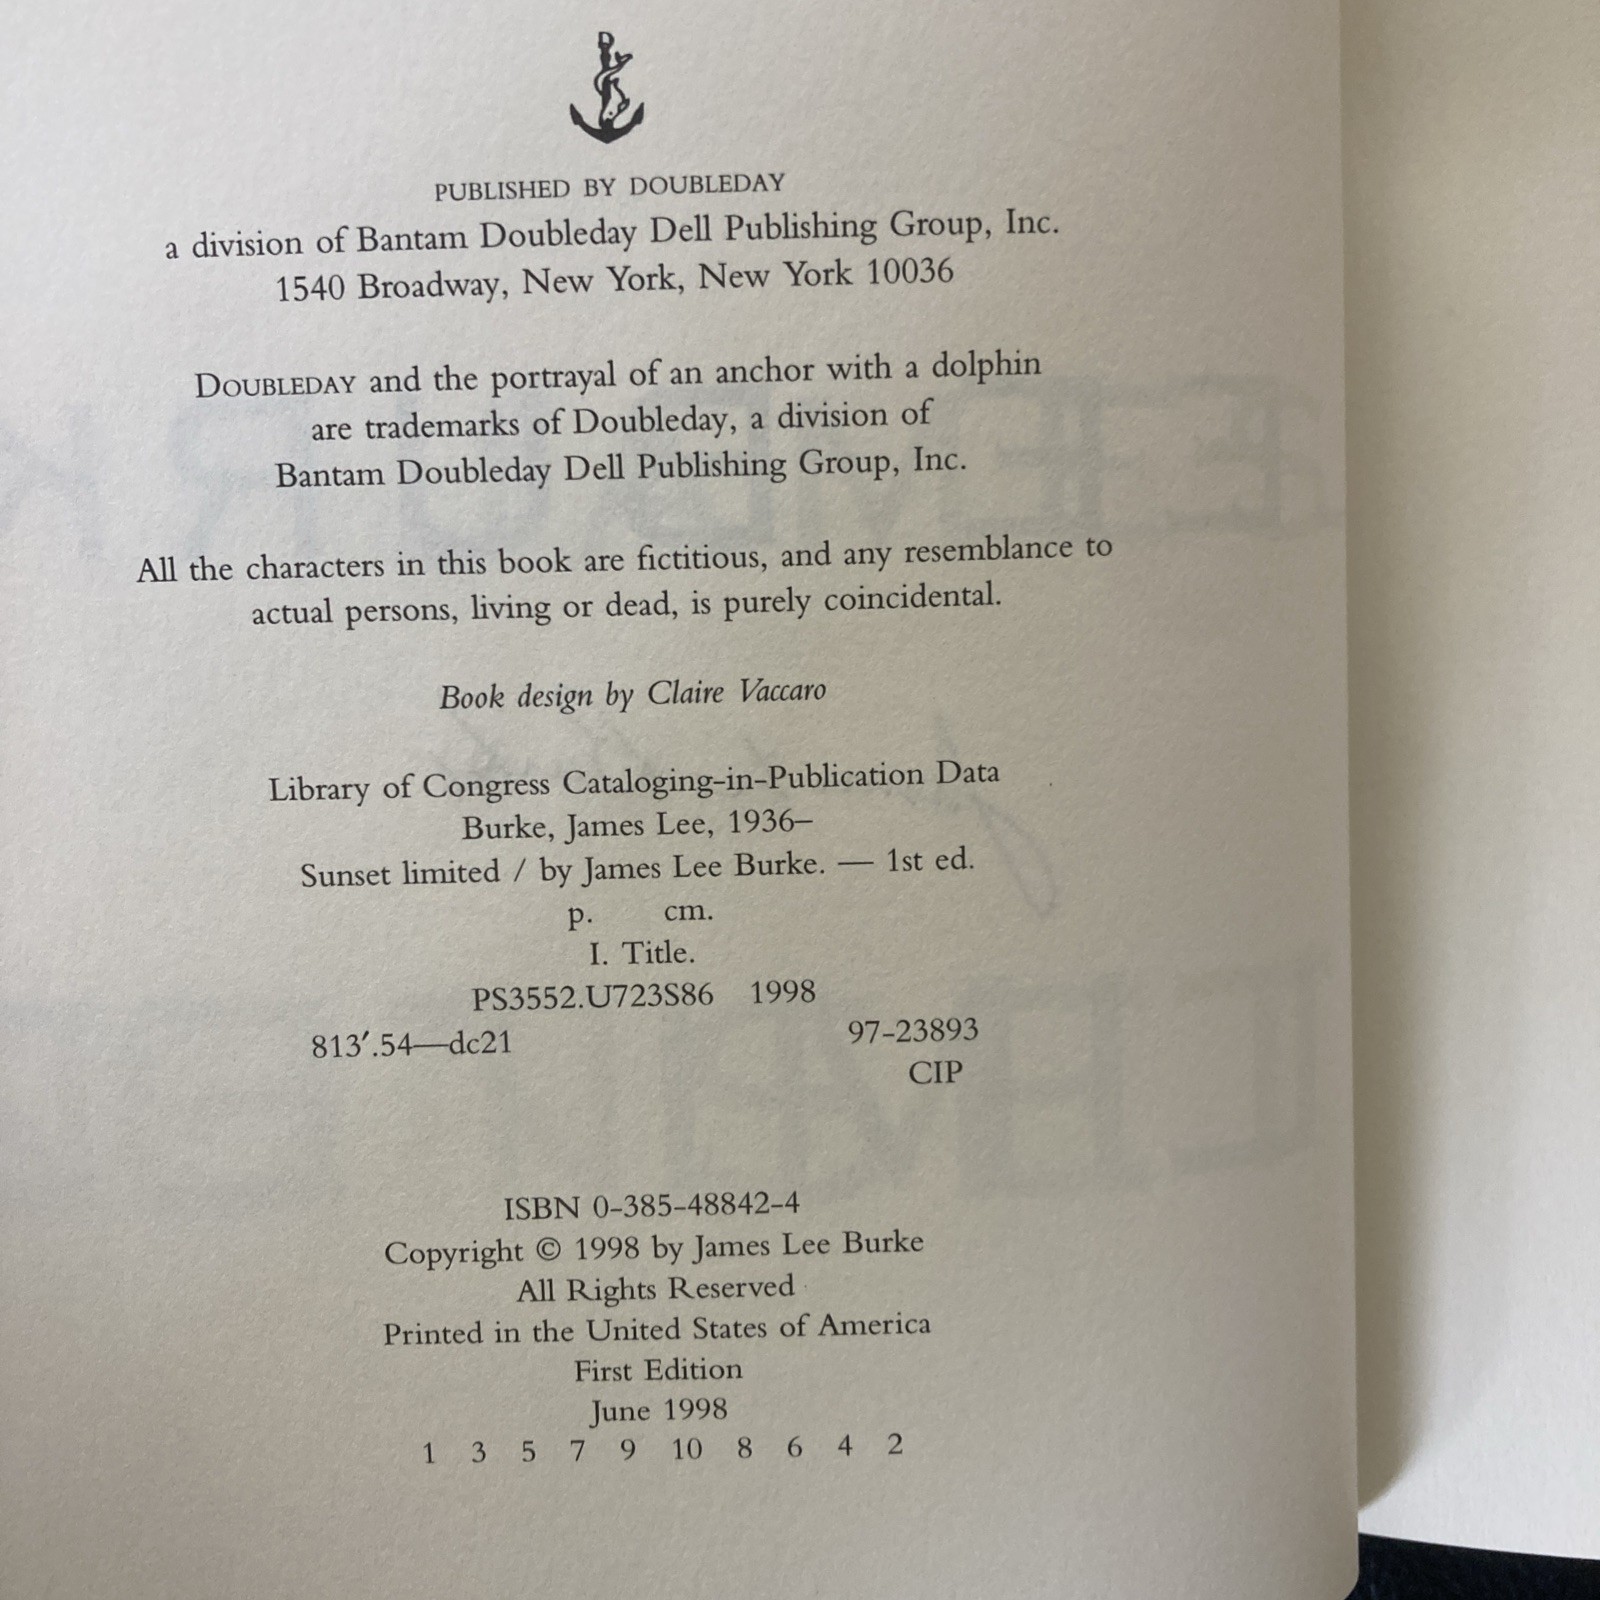 PUBLISHED BY DOUBLEDAY
a division of Bantam Doubleday Dell Publishing Group, Inc.
1540 Broadway, New York, New York 10036
DOUBLEDAY and the portrayal of an anchor with a dolphin
are trademarks of Doubleday, a division of
Bantam Doubleday Dell Publishing Group, Inc.
All the characters in this book are fictitious, and any resemblance to
actual persons, living or dead, is purely coincidental.
Book design by Claire Vaccaro
Library of Congress Cataloging-in-Publication Data
Burke, James Lee, 1936–
Sunset limited / by James Lee Burke. — 1st ed.
p. cm.
I. Title.
PS3552.U723S86 1998
813′.54—dc21 97-23893
CIP
ISBN 0-385-48842-4
Copyright © 1998 by James Lee Burke
All Rights Reserved
Printed in the United States of America
First Edition
June 1998
1 3 5 7 9 10 8 6 4 2